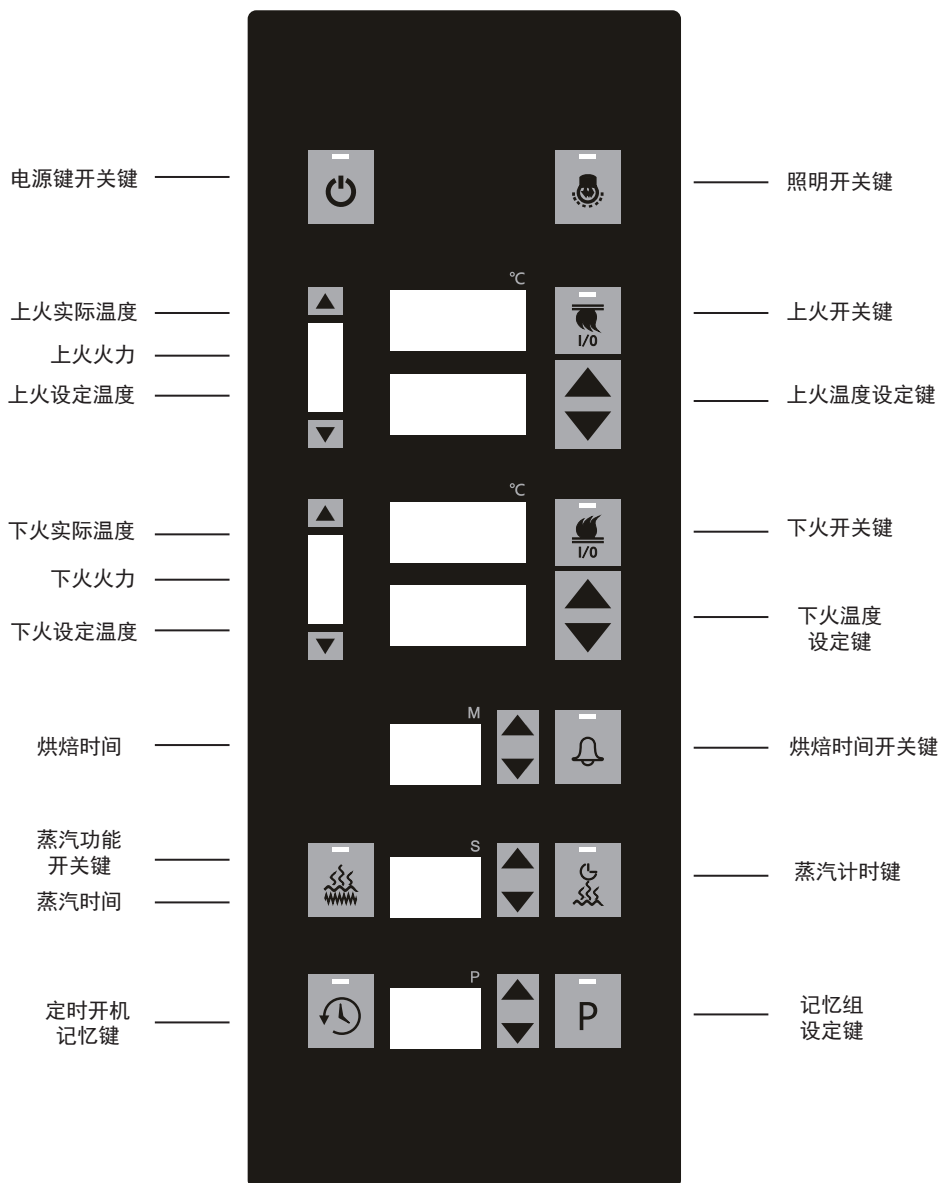 电源键开关键
照明开关键
℃
上火实际温度
上火火力
上火设定温度
I/O
上火开关键
上火温度设定键
℃
下火实际温度
下火火力
下火设定温度
I/O
下火开关键
下火温度
设定键
M
烘焙时间
烘焙时间开关键
蒸汽功能
开关键
蒸汽时间
S
蒸汽计时键
P
定时开机
记忆键
P
记忆组
设定键